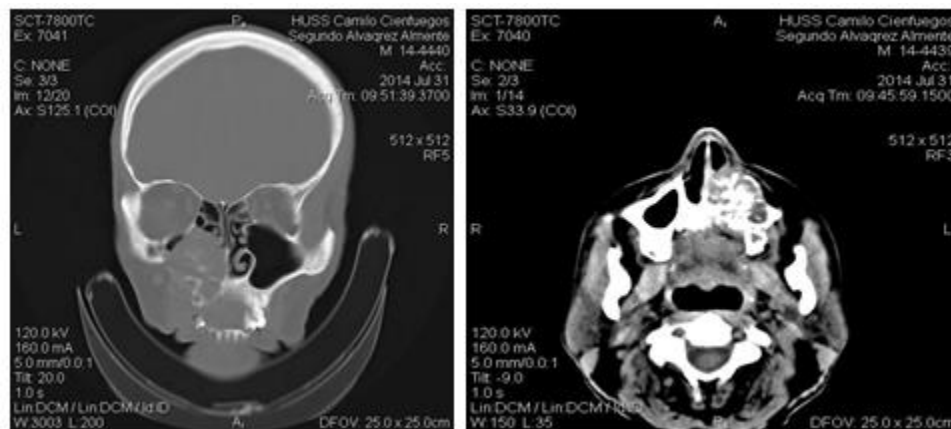 SCT-7800TC
Ex: 7041
C: NONE
Se: 3/3
Im: 12/20
Ax: S125.1 (COI)
P
HUSS Camilo Cienfuegos
Segundo Alvaqrez Almente
M 14-4440
Acc:
2014 Jul 31
Acq Tm: 09:51:39.3700
512 x 512
RF5
L
R
120.0 kV
160.0 mA
5.0 mm/0.0:1
Tilt: 20.0
1.0 s
Lin:DCM / Lin:DCM / Id:ID
W:3003 L:200
A
DFOV: 25.0 x 25.0cm
SCT-7800TC
Ex: 7040
C: NONE
Se: 2/3
Im: 1/14
Ax: S33.9 (COI)
A
HUSS Camilo Cienfuegos
Segundo Alvaqrez Almente
Acc:
2014 Jul 31
Acq Tm: 09:45:59.1500
512 x 512
R
L
120.0 kV
160.0 mA
5.0 mm/0.0:1
Tilt: -9.0
1.0 s
Lin:DCM / Lin:DCM / Id:ID
W:150 L:35
DFOV: 25.0 x 25.0cm